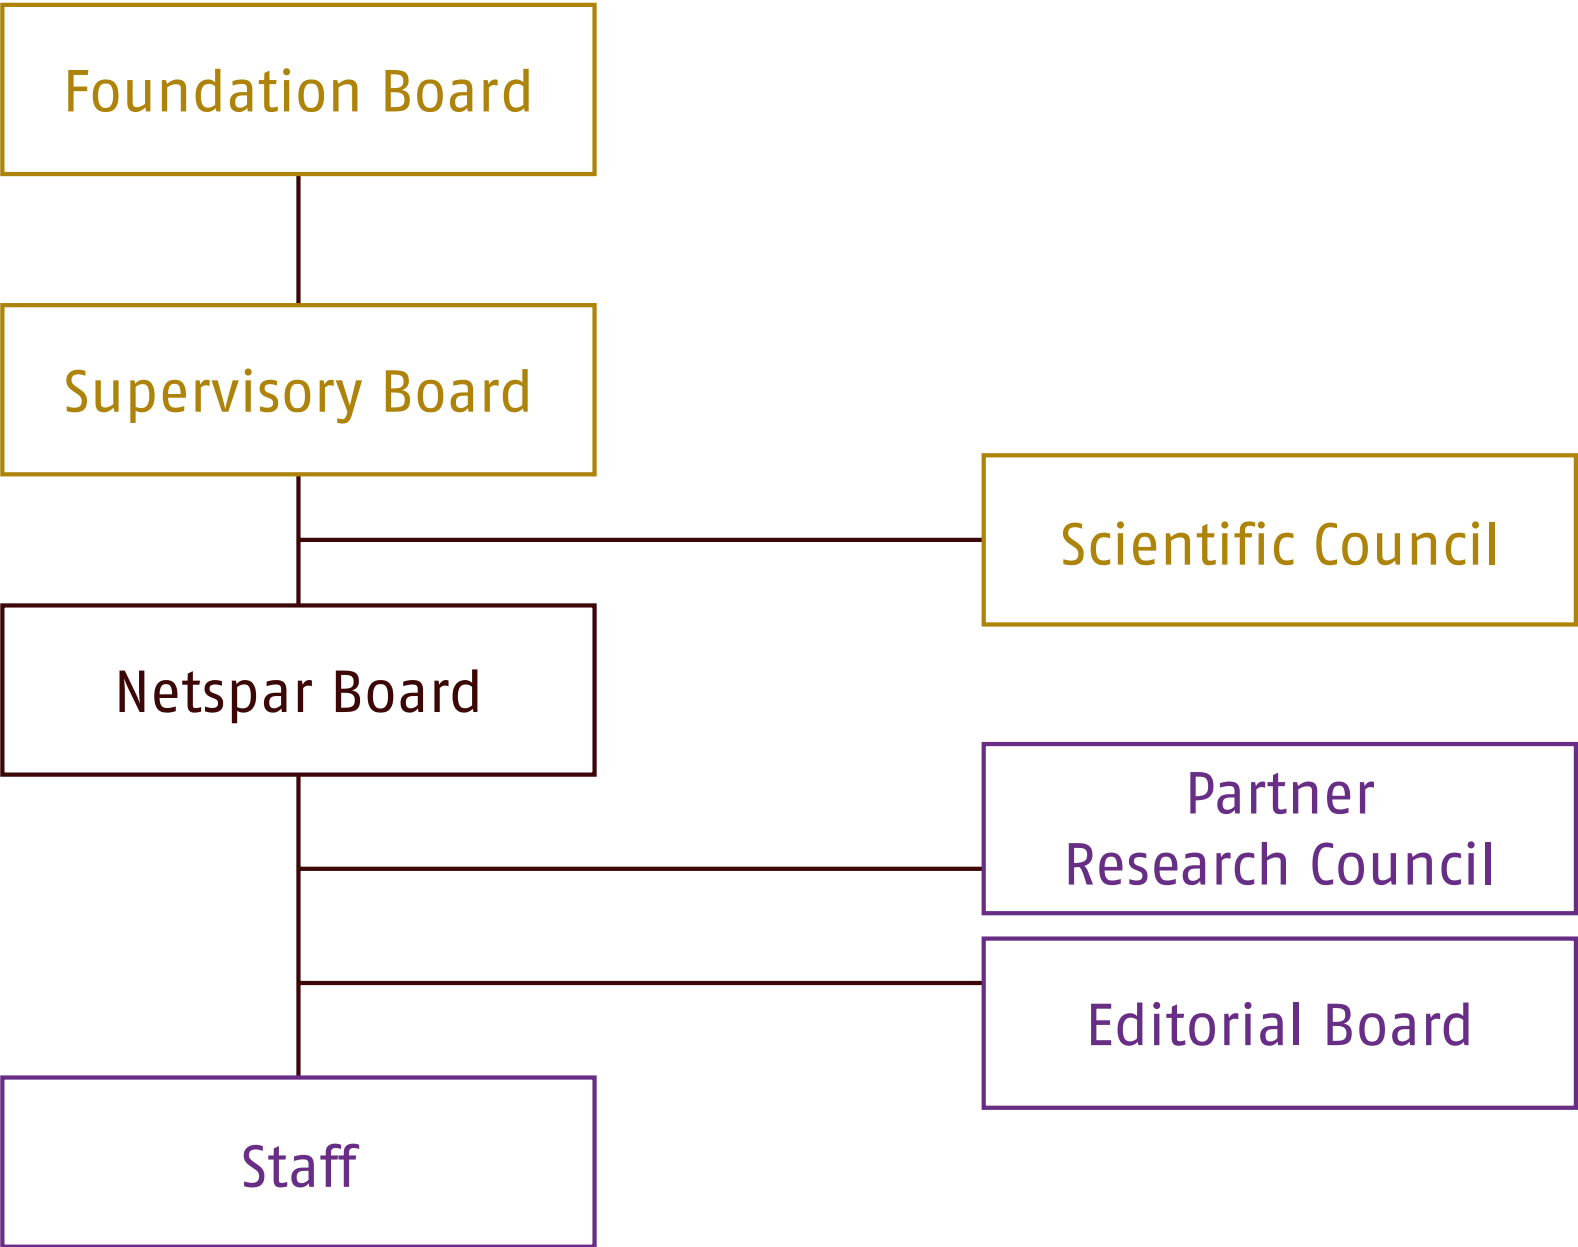 Foundation Board
Supervisory Board
Scientific Council
Netspar Board
Partner
Research Council
Editorial Board
Staff